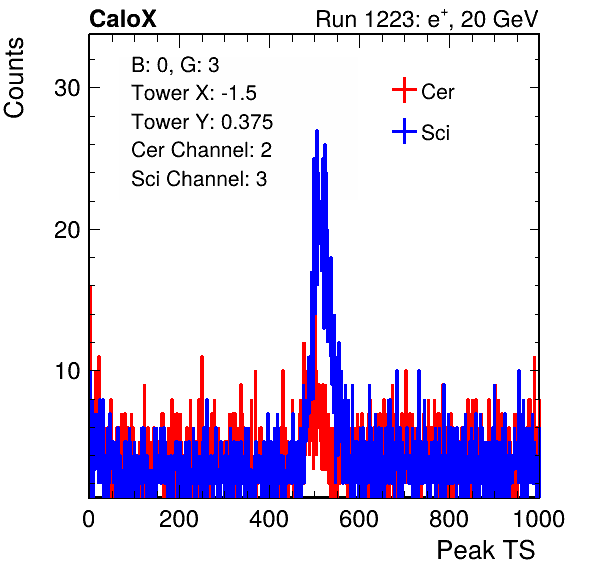 CaloX Run 1223: e+, 20 GeV
Counts
B: 0, G: 3
Tower X: -1.5
Tower Y: 0.375
Cer Channel: 2
Sci Channel: 3
Cer
Sci
30
20
10
0 200 400 600 800 1000
Peak TS